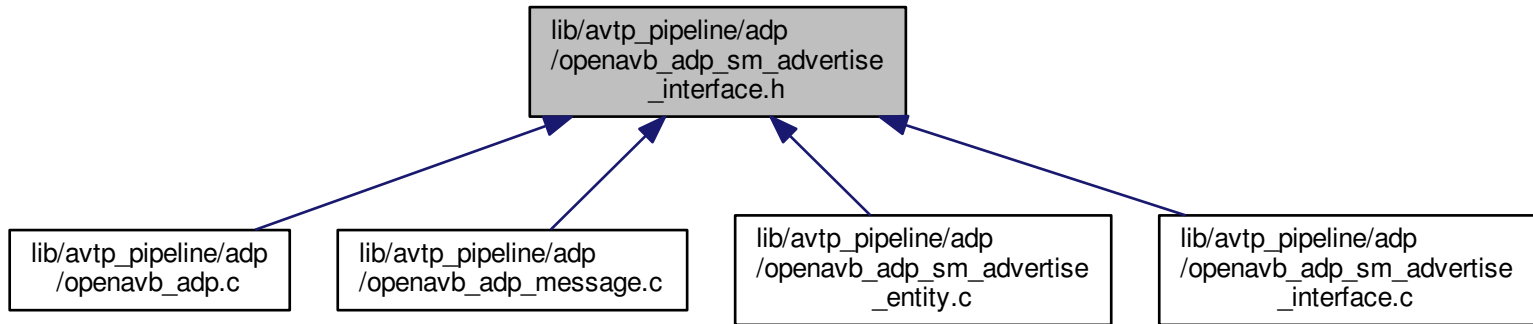 lib/avtp_pipeline/adp
/openavb_adp_sm_advertise
_interface.h
lib/avtp_pipeline/adp
/openavb_adp.c
lib/avtp_pipeline/adp
/openavb_adp_message.c
lib/avtp_pipeline/adp
/openavb_adp_sm_advertise
_entity.c
lib/avtp_pipeline/adp
/openavb_adp_sm_advertise
_interface.c